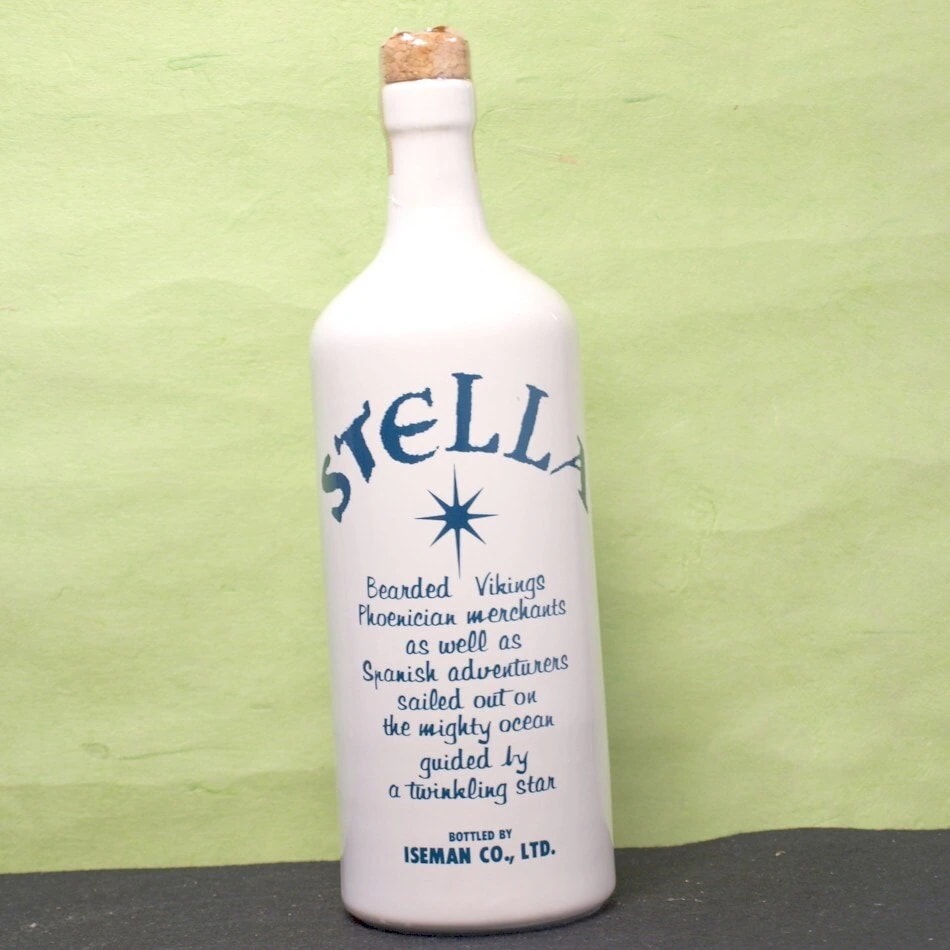 STELLA
Bearded Vikings
Phoenician merchants
as well as
Spanish adventurers
sailed out on
the mighty ocean
guided by
a twinkling star
BOTTLED BY
ISEMAN CO., LTD.